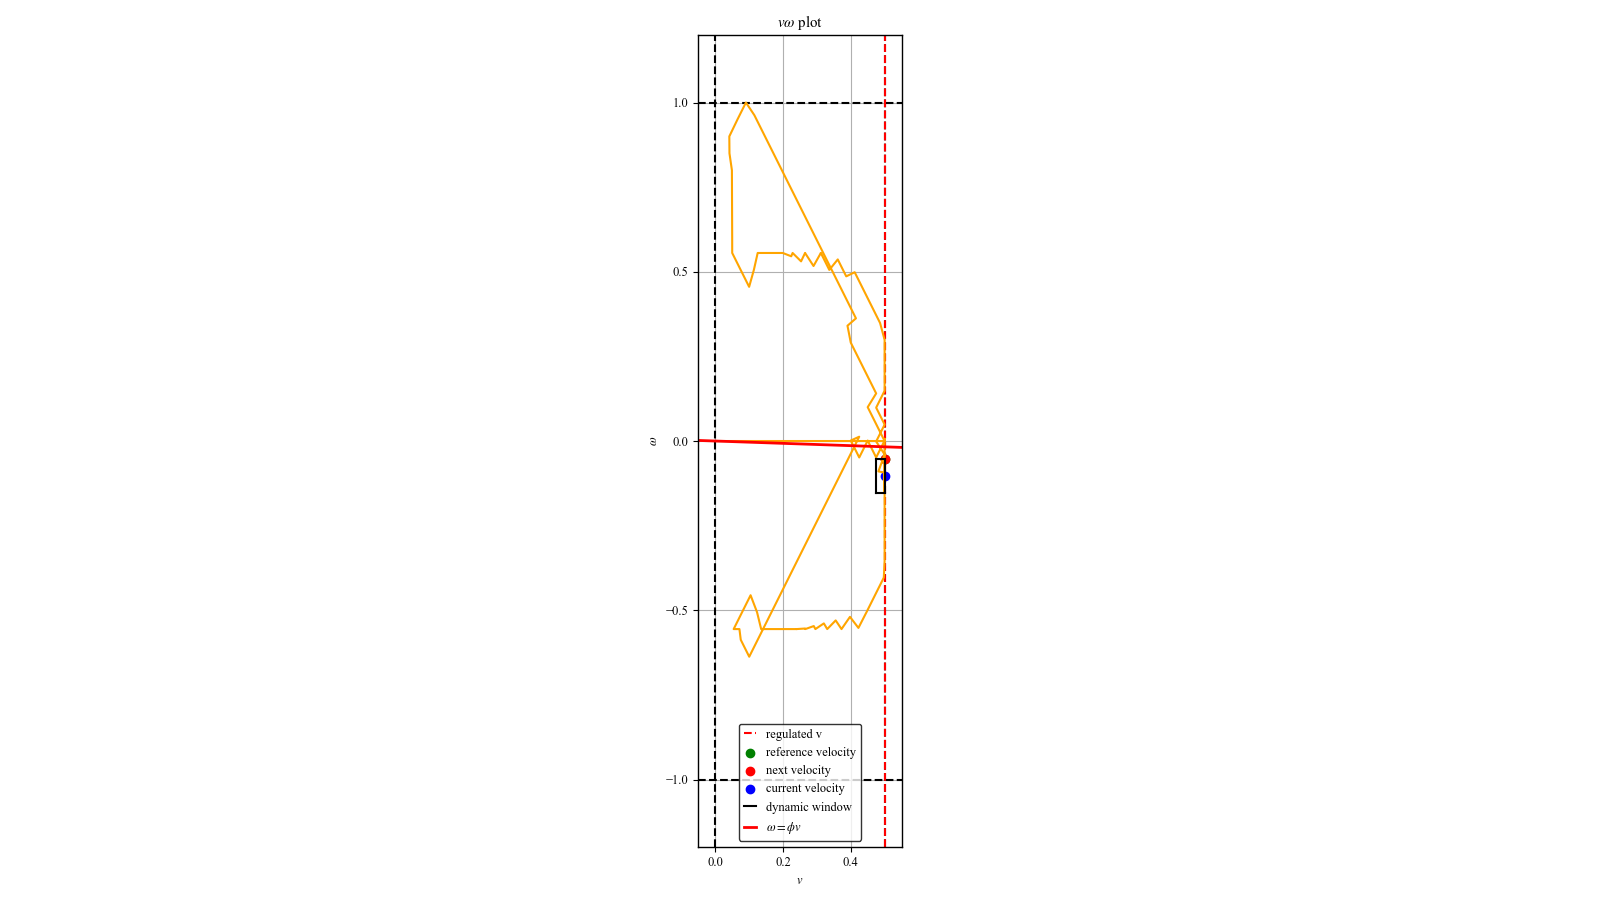 vω plot
1.0
0.5
0.0
−0.5
−1.0
ω
0.0 0.2 0.4
v
regulated v
reference velocity
next velocity
current velocity
dynamic window
ω = ϕv